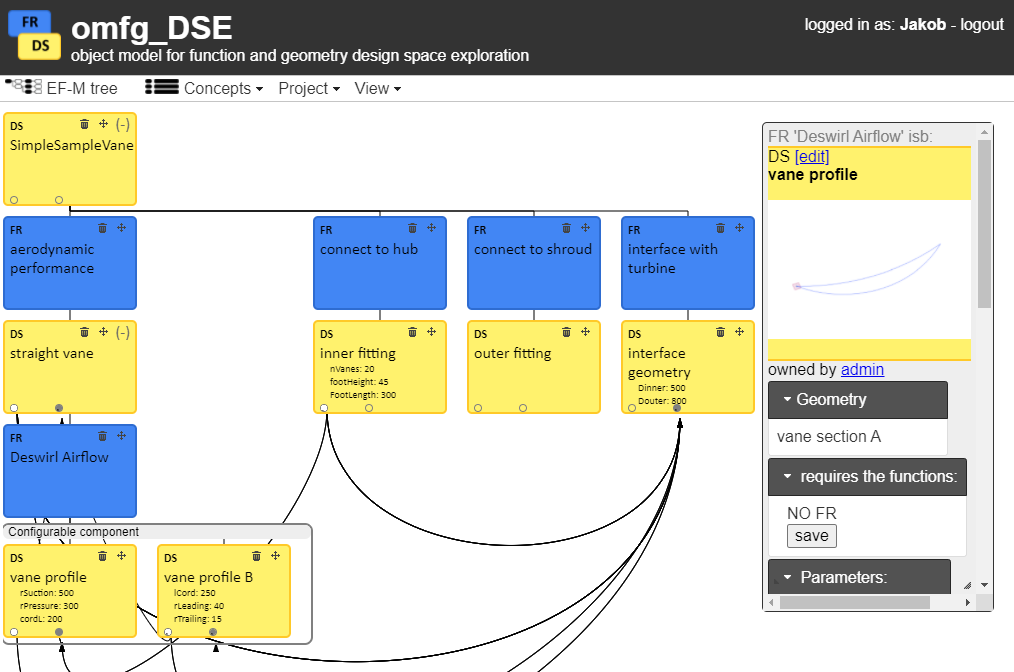 FR
DS
omfg_DSE
object model for function and geometry design space exploration
logged in as: Jakob - logout
EF-M tree
Concepts
Project
View
DS
(-)
SimpleSampleVane
FR
aerodynamic
performance
FR
connect to hub
FR
connect to shroud
FR
interface with
turbine
DS
(-)
straight vane
DS
inner fitting
nVanes: 20
footHeight: 45
FootLength: 300
DS
outer fitting
DS
interface
geometry
Dinner: 500
Douter: 800
FR
Deswirl Airflow
Configurable component
DS
vane profile
rSuction: 500
rPressure: 300
cordL: 200
DS
vane profile B
lCord: 250
rLeading: 40
rTrailing: 15
FR 'Deswirl Airflow' isb:
DS [edit]
vane profile
owned by admin
Geometry
vane section A
requires the functions:
NO FR
save
Parameters: